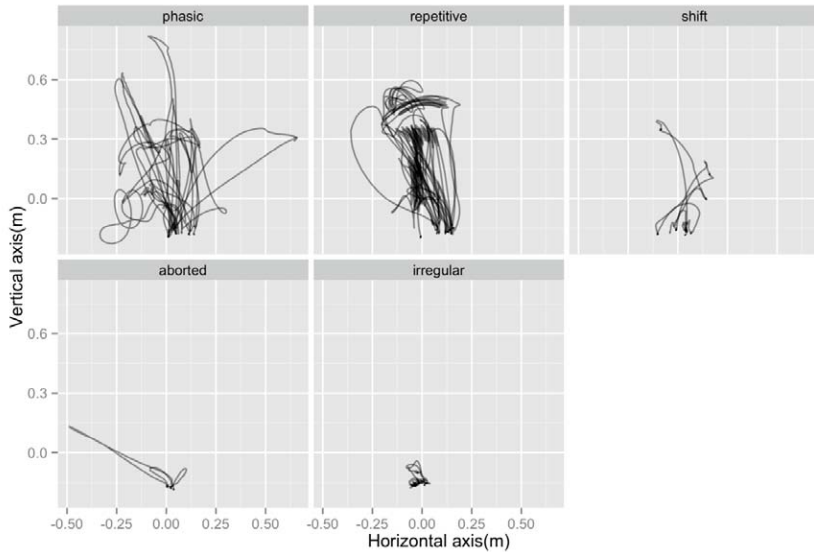 phasic
repetitive
shift
0.6
0.3
0.0
Vertical axis(m)
aborted
irregular
0.6
0.3
0.0
-0.50 -0.25 0.00 0.25 0.50
-0.50 -0.25 0.00 0.25 0.50
Horizontal axis(m)